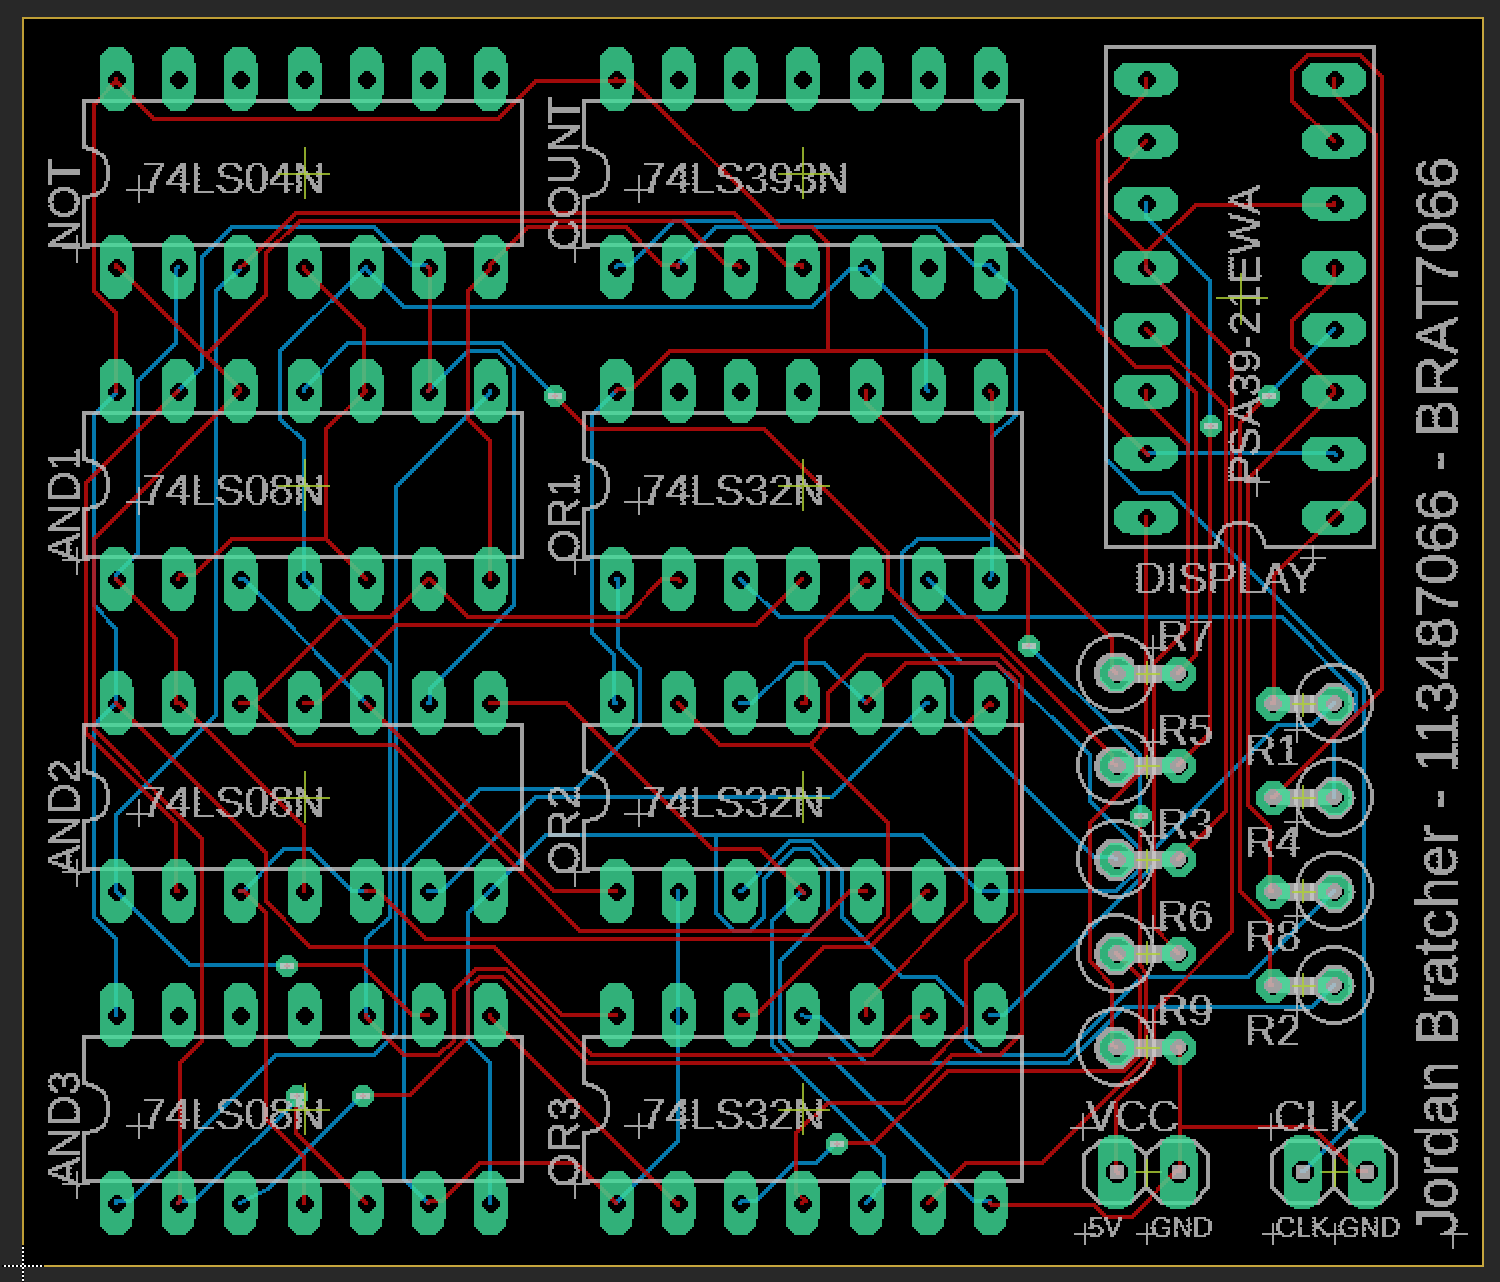 NOT
74LS04N
COUNT
74LS393N
PSA39-21EWA
DISPLAY
AND1
74LS08N
OR1
74LS32N
AND2
74LS08N
OR2
74LS32N
AND3
74LS08N
OR3
74LS32N
R7
R5
R1
R3
R4
R6
R8
R9
R2
VCC
CLK
5V
GND
CLK
GND
Jordan Bratcher - 113487066 - BRAT7066